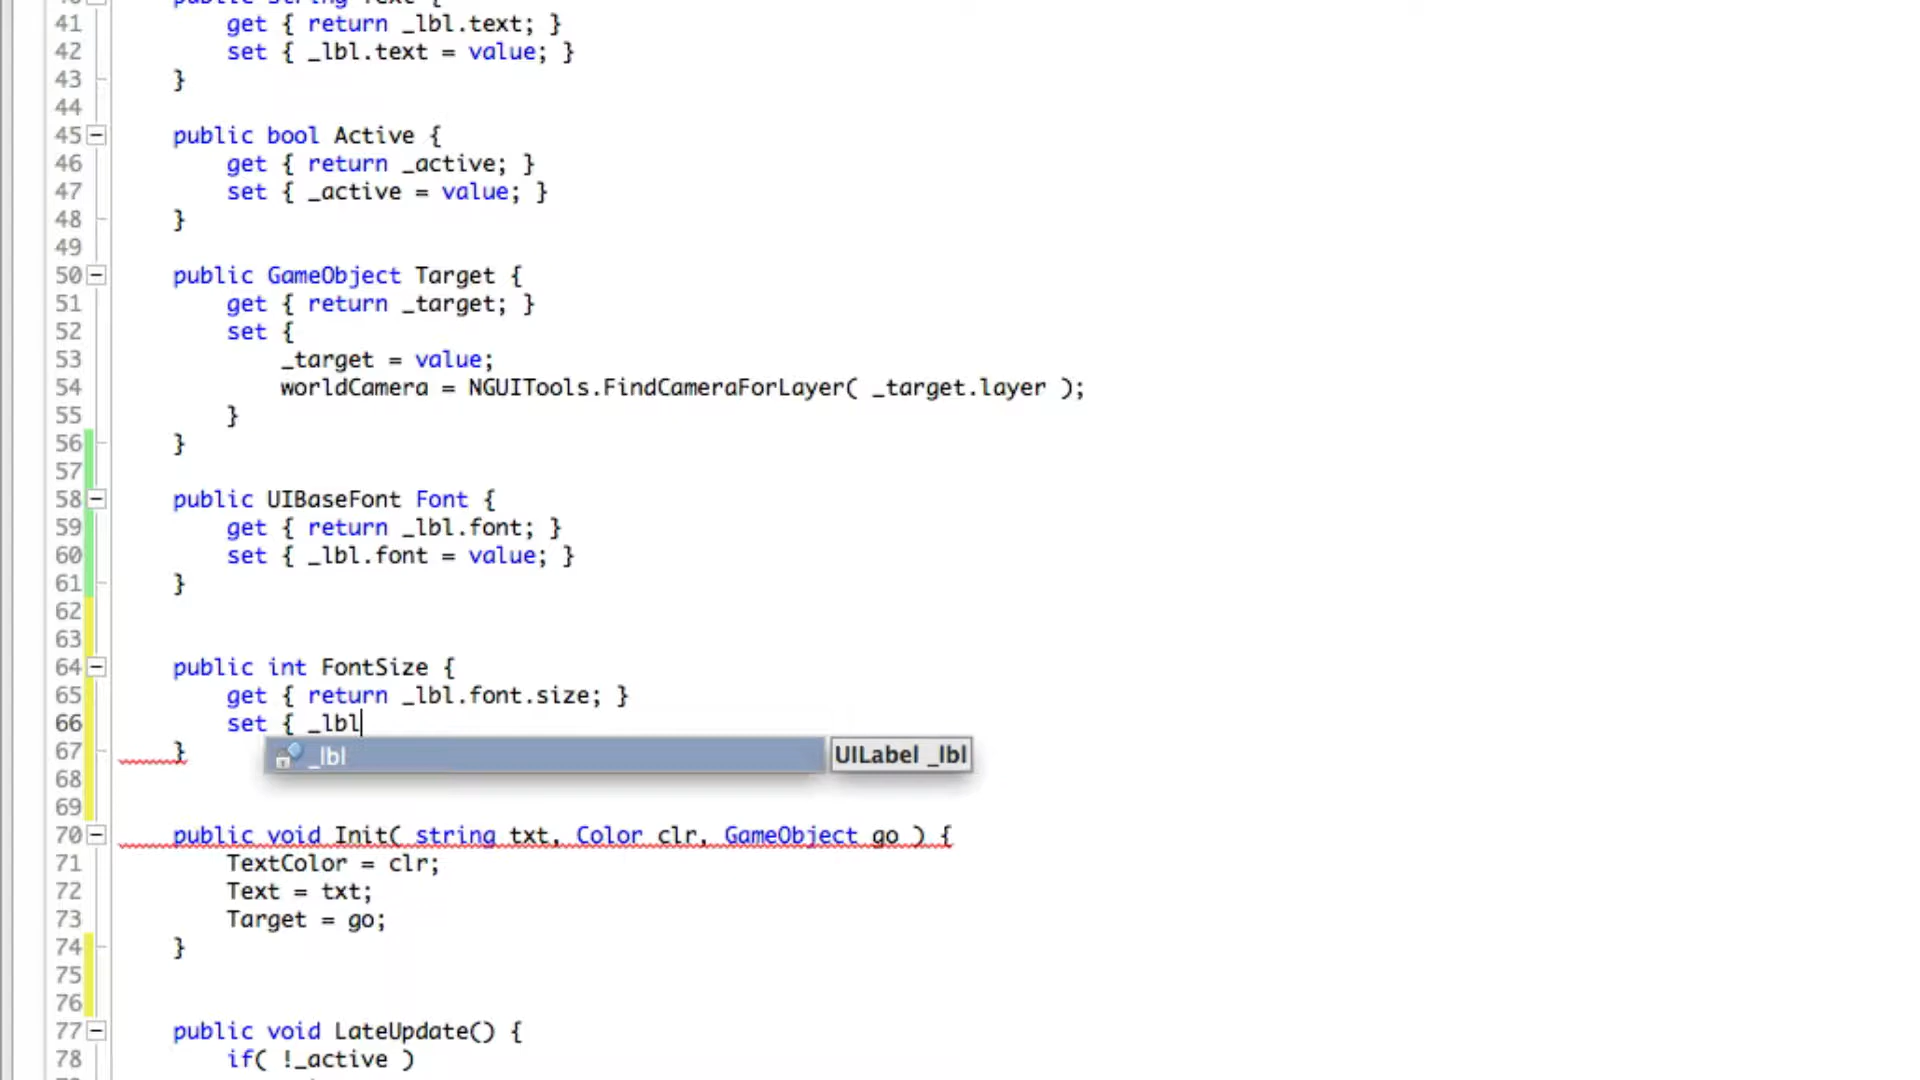 public string Text {
41 get { return _lbl.text; }
42 set { _lbl.text = value; }
43 }
44
45 public bool Active {
46 get { return _active; }
47 set { _active = value; }
48 }
49
50 public GameObject Target {
51 get { return _target; }
52 set {
53 _target = value;
54 worldCamera = NGUITools.FindCameraForLayer( _target.layer );
55 }
56 }
57
58 public UIBaseFont Font {
59 get { return _lbl.font; }
60 set { _lbl.font = value; }
61 }
62
63
64 public int FontSize {
65 get { return _lbl.font.size; }
66 set { _lbl
67 }
_lbl UILabel _lbl
68
69
70 public void Init( string txt, Color clr, GameObject go ) {
71 TextColor = clr;
72 Text = txt;
73 Target = go;
74 }
75
76
77 public void LateUpdate() {
78 if( !_active )